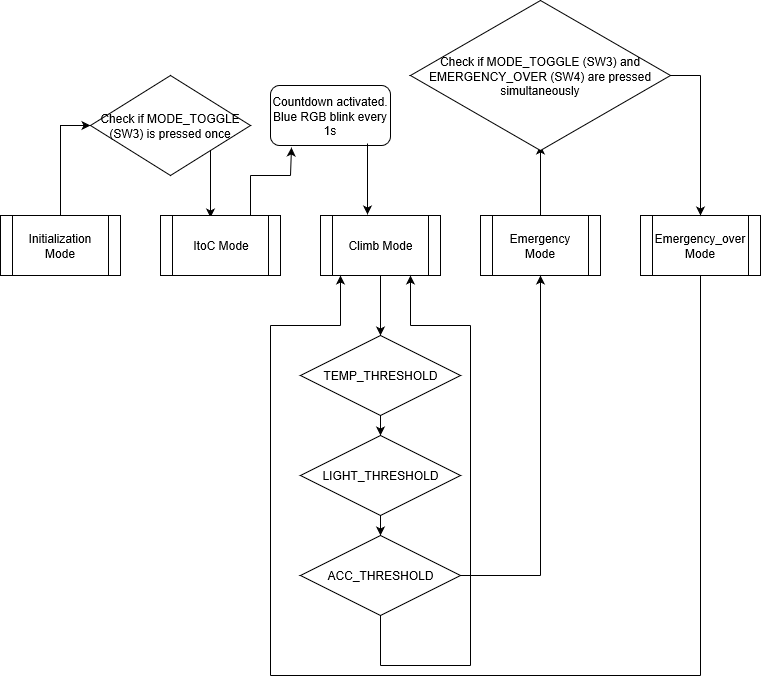 Check if MODE_TOGGLE (SW3) and
EMERGENCY_OVER (SW4) are pressed
simultaneously
Check if MODE_TOGGLE
(SW3) is pressed once
Countdown activated.
Blue RGB blink every
1s
Initialization
Mode
ItoC Mode
Climb Mode
Emergency
Mode
Emergency_over
Mode
TEMP_THRESHOLD
LIGHT_THRESHOLD
ACC_THRESHOLD